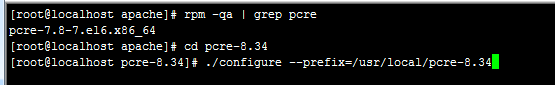 [root@localhost apache]# rpm -qa | grep pcre
pcre-7.8-7.el6.x86_64
[root@localhost apache]# cd pcre-8.34
[root@localhost pcre-8.34]# ./configure --prefix=/usr/local/pcre-8.34